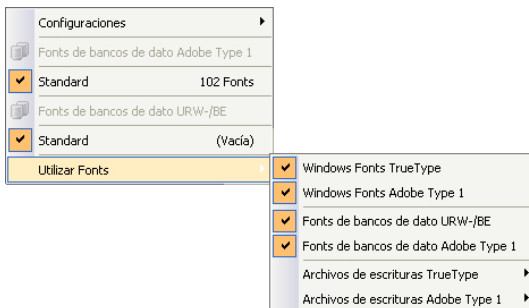 Configuraciones
Fonts de bancos de dato Adobe Type 1
Standard 102 Fonts
Fonts de bancos de dato URW-/BE
Standard (Vacía)
Utilizar Fonts
Windows Fonts TrueType
Windows Fonts Adobe Type 1
Fonts de bancos de dato URW-/BE
Fonts de bancos de dato Adobe Type 1
Archivos de escrituras TrueType
Archivos de escrituras Adobe Type 1